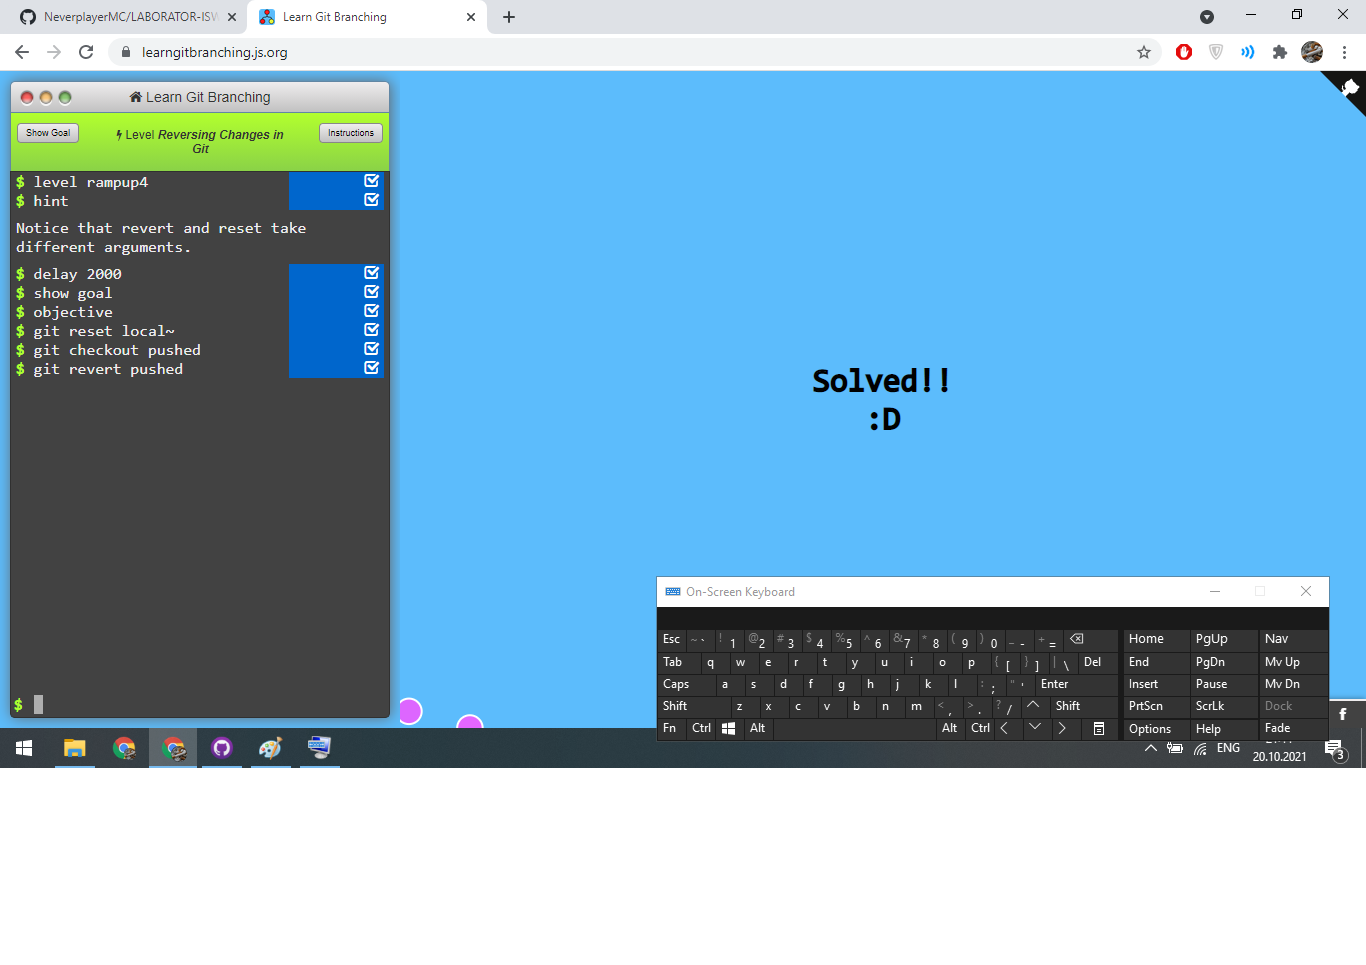 NeverplayerMC/LABORATOR-ISW
Learn Git Branching
learngitbranching.js.org
Learn Git Branching
Show Goal
Level Reversing Changes in
Git
Instructions
$ level rampup4
$ hint
Notice that revert and reset take
different arguments.
$ delay 2000
$ show goal
$ objective
$ git reset local~
$ git checkout pushed
$ git revert pushed
$
Solved!!
:D
On-Screen Keyboard
Esc ~ ` ! 1 @ 2 # 3 $ 4 % 5 ^ 6 & 7 * 8 ( 9 ) 0 _ - + = Home PgUp Nav
Tab q w e r t y u i o p { [ } ] | \ Del End PgDn Mv Up
Caps a s d f g h j k l : ; " ' Enter Insert Pause Mv Dn
Shift z x c v b n m < , > . ? / Shift PrtScn ScrLk Dock
Fn Ctrl Alt Alt Ctrl Options Help Fade
f
ENG
20.10.2021
3